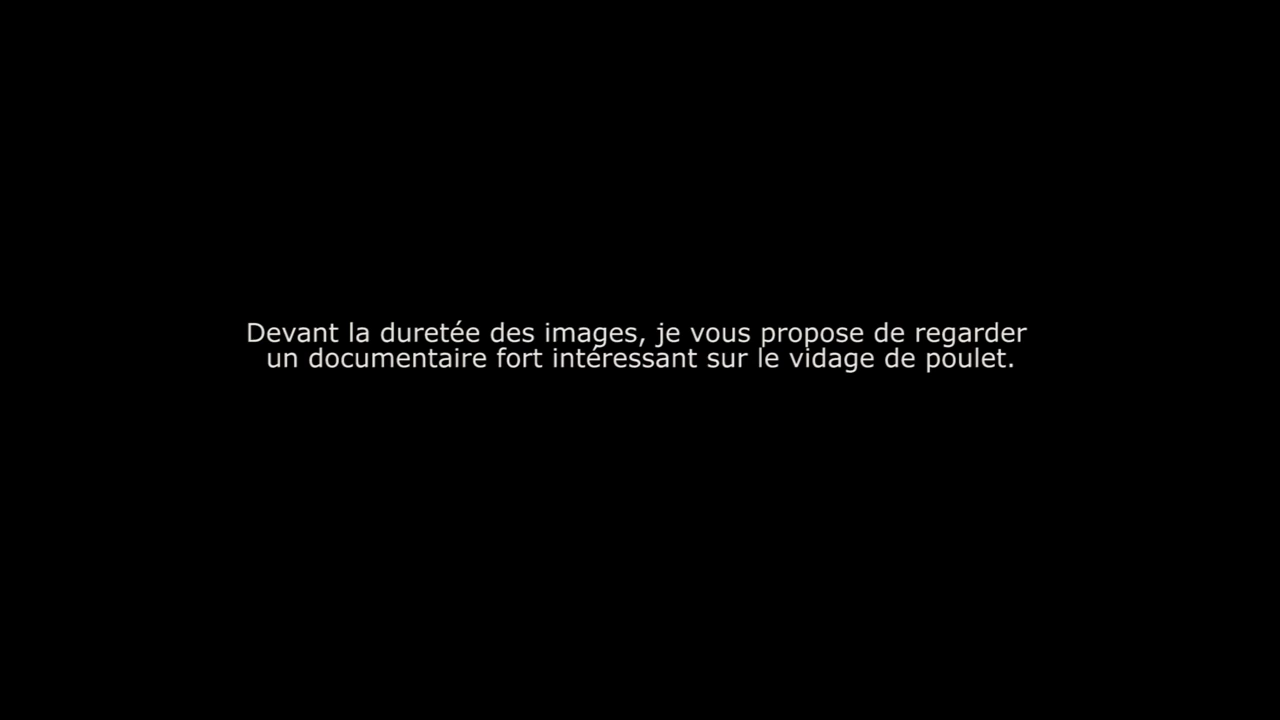 Devant la duretée des images, je vous propose de regarder
un documentaire fort intéressant sur le vidage de poulet.